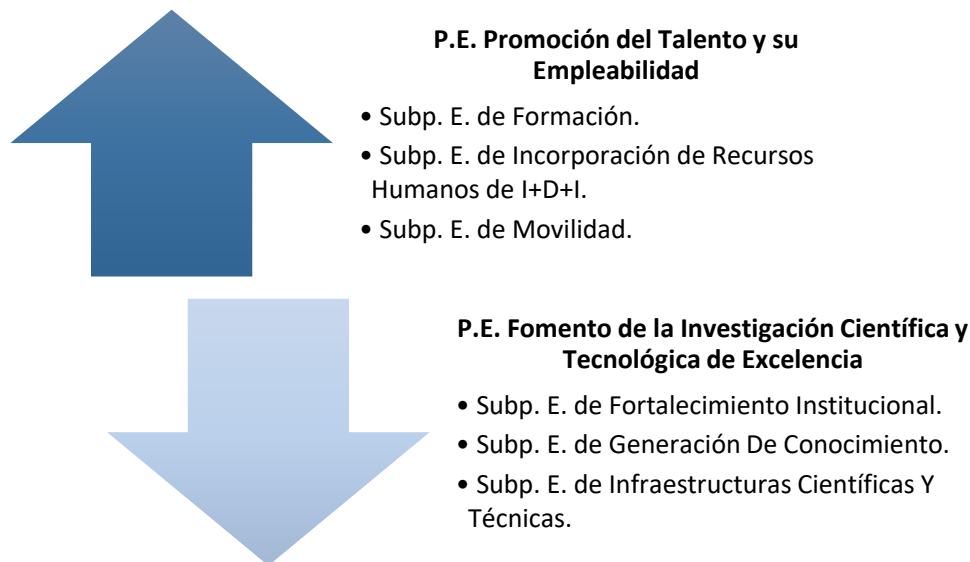 P.E. Promoción del Talento y su
Empleabilidad
• Subp. E. de Formación.
• Subp. E. de Incorporación de Recursos
Humanos de I+D+I.
• Subp. E. de Movilidad.
P.E. Fomento de la Investigación Científica y
Tecnológica de Excelencia
• Subp. E. de Fortalecimiento Institucional.
• Subp. E. de Generación De Conocimiento.
• Subp. E. de Infraestructuras Científicas Y
Técnicas.